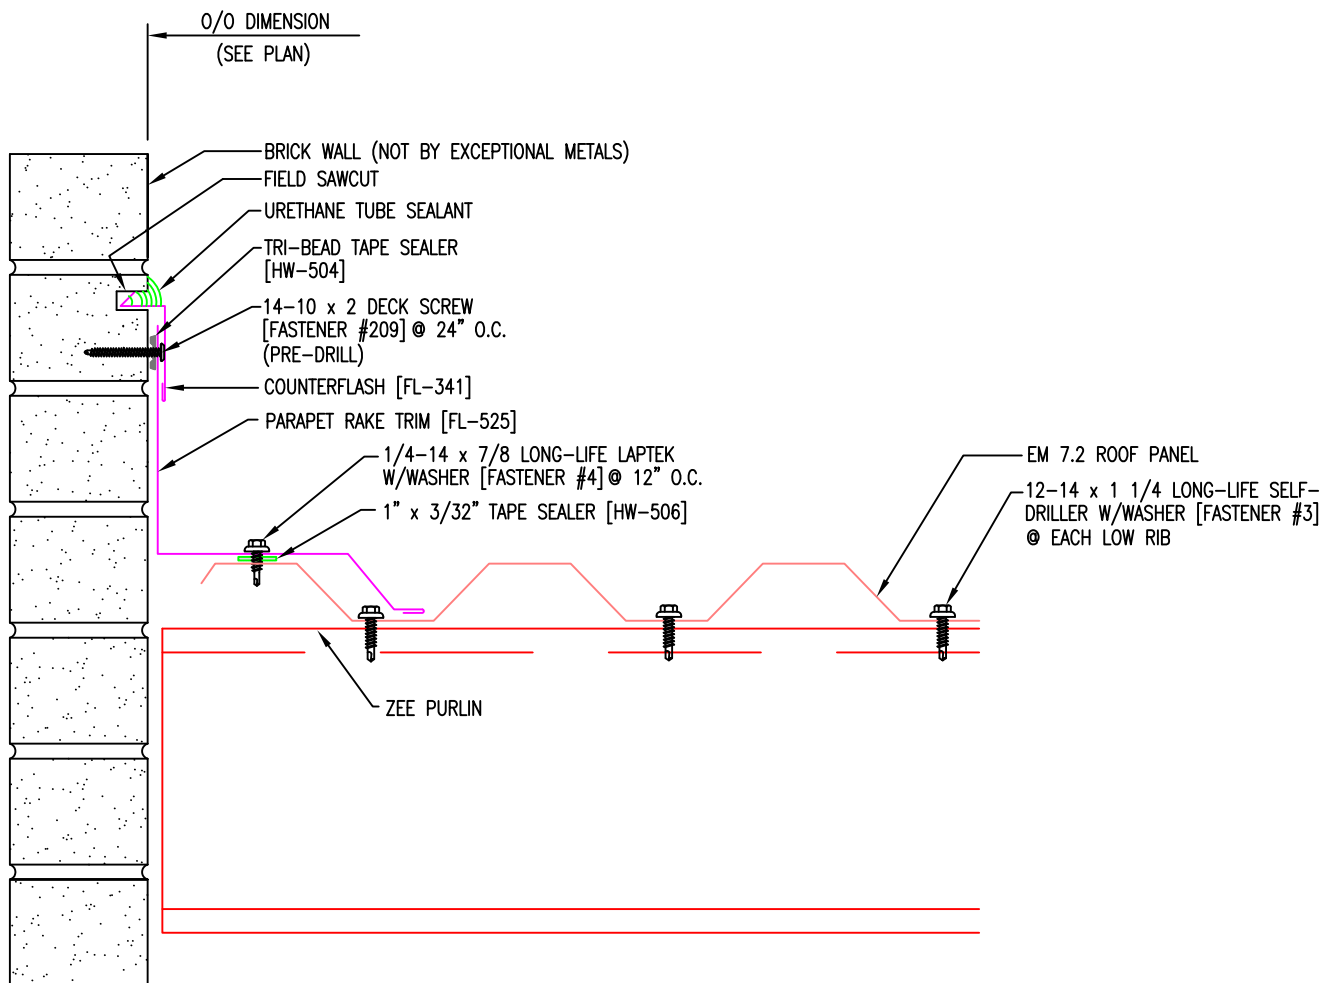 O/O DIMENSION
(SEE PLAN)
BRICK WALL (NOT BY EXCEPTIONAL METALS)
FIELD SAWCUT
URETHANE TUBE SEALANT
TRI-BEAD TAPE SEALER
[HW-504]
14-10 x 2 DECK SCREW
[FASTENER #209] @ 24" O.C.
(PRE-DRILL)
COUNTERFLASH [FL-341]
PARAPET RAKE TRIM [FL-525]
1/4-14 x 7/8 LONG-LIFE LAPTEK
W/WASHER [FASTENER #4] @ 12" O.C.
1" x 3/32" TAPE SEALER [HW-506]
EM 7.2 ROOF PANEL
12-14 x 1 1/4 LONG-LIFE SELF-
DRILLER W/WASHER [FASTENER #3]
@ EACH LOW RIB
ZEE PURLIN